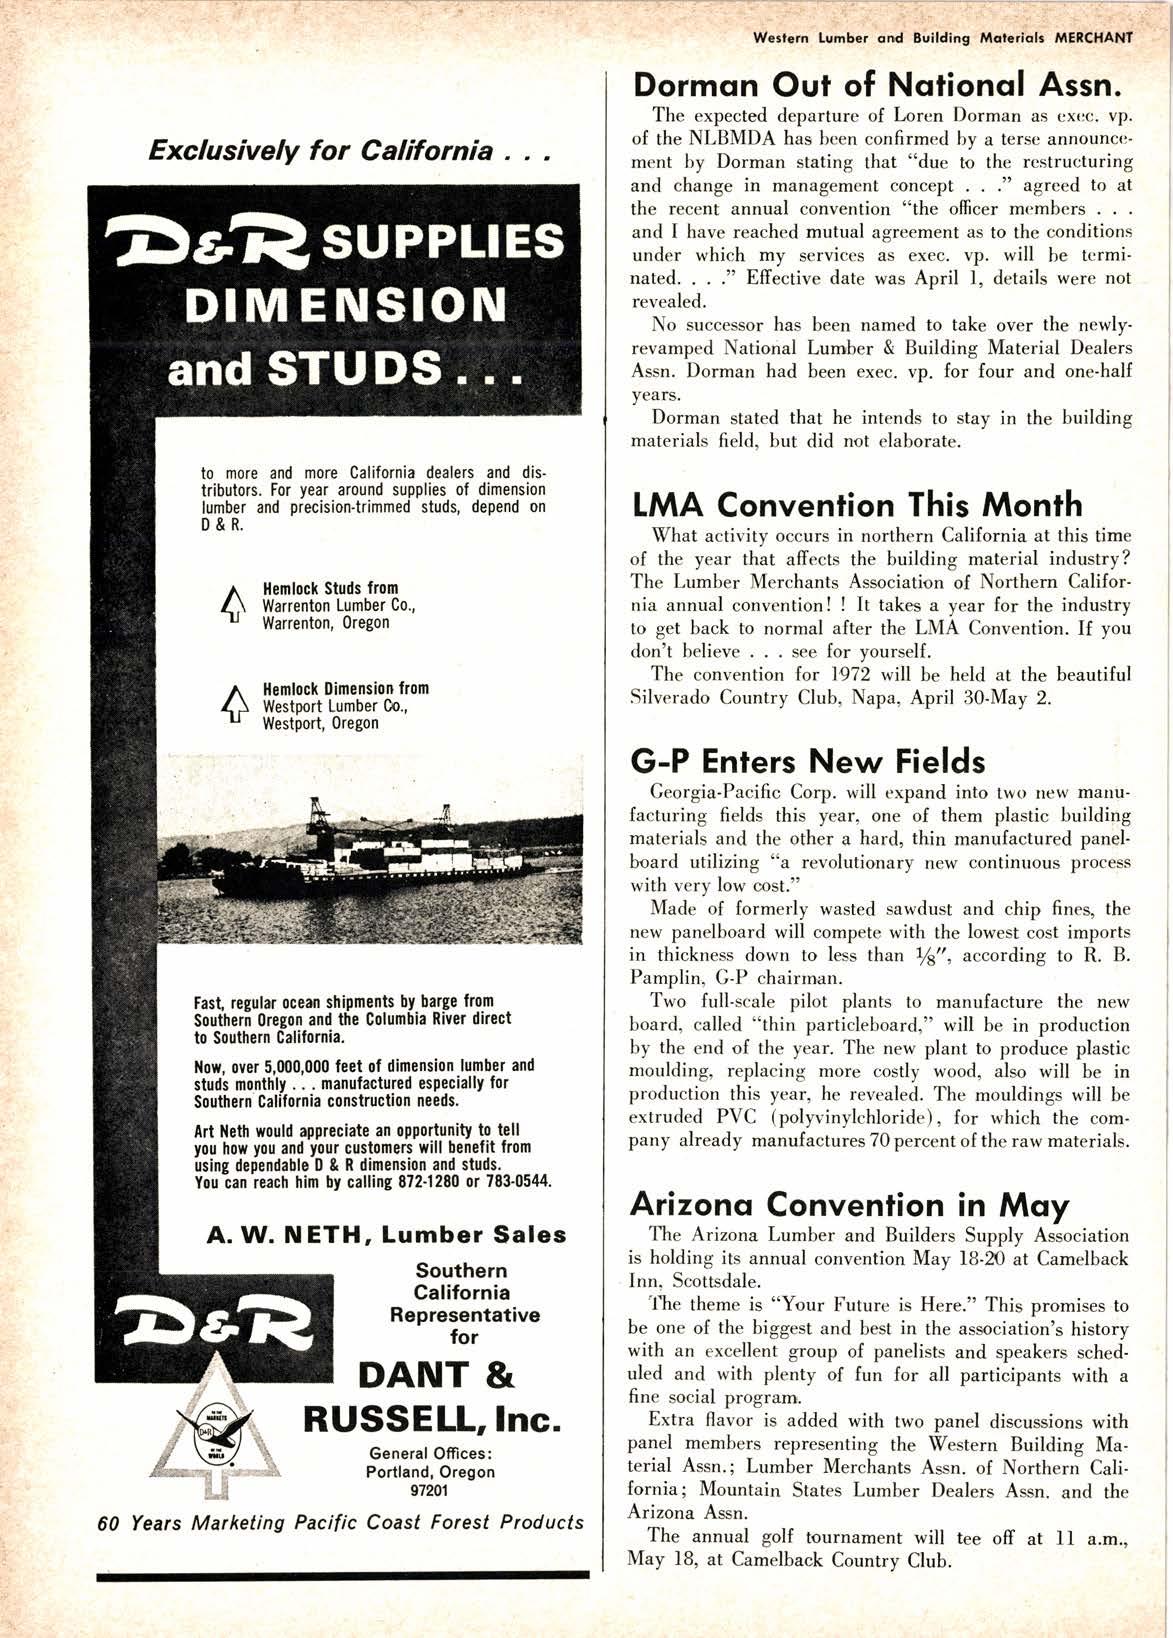 Western Lumber and Building Materials MERCHANT
Exclusively for California . . .
D&R SUPPLIES
DIMENSION
and STUDS . . .
to more and more California dealers and dis-
tributors. For year around supplies of dimension
lumber and precision-trimmed studs, depend on
D & R.
Hemlock Studs from
Warrenton Lumber Co.,
Warrenton, Oregon
Hemlock Dimension from
Westport Lumber Co.,
Westport, Oregon
Fast, regular ocean shipments by barge from
Southern Oregon and the Columbia River direct
to Southern California.
Now, over 5,000,000 feet of dimension lumber and
studs monthly . . . manufactured especially for
Southern California construction needs.
Art Neth would appreciate an opportunity to tell
you how you and your customers will benefit from
using dependable D & R dimension and studs.
You can reach him by calling 872-1280 or 783-0544.
A. W. NETH, Lumber Sales
Southern
California
Representative
for
D&R
DANT &
RUSSELL, Inc.
TO THE
MARKETS
D&R
OF THE
WORLD
General Offices:
Portland, Oregon
97201
60 Years Marketing Pacific Coast Forest Products
Dorman Out of National Assn.
The expected departure of Loren Dorman as exec. vp.
of the NLBMDA has been confirmed by a terse announce-
ment by Dorman stating that “due to the restructuring
and change in management concept . . .” agreed to at
the recent annual convention “the officer members . . .
and I have reached mutual agreement as to the conditions
under which my services as exec. vp. will be termi-
nated. . . .” Effective date was April 1, details were not
revealed.
No successor has been named to take over the newly-
revamped National Lumber & Building Material Dealers
Assn. Dorman had been exec. vp. for four and one-half
years.
Dorman stated that he intends to stay in the building
materials field, but did not elaborate.
LMA Convention This Month
What activity occurs in northern California at this time
of the year that affects the building material industry?
The Lumber Merchants Association of Northern Califor-
nia annual convention! ! It takes a year for the industry
to get back to normal after the LMA Convention. If you
don't believe . . . see for yourself.
The convention for 1972 will be held at the beautiful
Silverado Country Club, Napa, April 30-May 2.
G-P Enters New Fields
Georgia-Pacific Corp. will expand into two new manu-
facturing fields this year, one of them plastic building
materials and the other a hard, thin manufactured panel-
board utilizing “a revolutionary new continuous process
with very low cost.”
Made of formerly wasted sawdust and chip fines, the
new panelboard will compete with the lowest cost imports
in thickness down to less than ⅛″, according to R. B.
Pamplin, G-P chairman.
Two full-scale pilot plants to manufacture the new
board, called “thin particleboard,” will be in production
by the end of the year. The new plant to produce plastic
moulding, replacing more costly wood, also will be in
production this year, he revealed. The mouldings will be
extruded PVC (polyvinylchloride), for which the com-
pany already manufactures 70 percent of the raw materials.
Arizona Convention in May
The Arizona Lumber and Builders Supply Association
is holding its annual convention May 18-20 at Camelback
Inn, Scottsdale.
The theme is “Your Future is Here.” This promises to
be one of the biggest and best in the association's history
with an excellent group of panelists and speakers sched-
uled and with plenty of fun for all participants with a
fine social program.
Extra flavor is added with two panel discussions with
panel members representing the Western Building Ma-
terial Assn.; Lumber Merchants Assn. of Northern Cali-
fornia; Mountain States Lumber Dealers Assn. and the
Arizona Assn.
The annual golf tournament will tee off at 11 a.m.,
May 18, at Camelback Country Club.